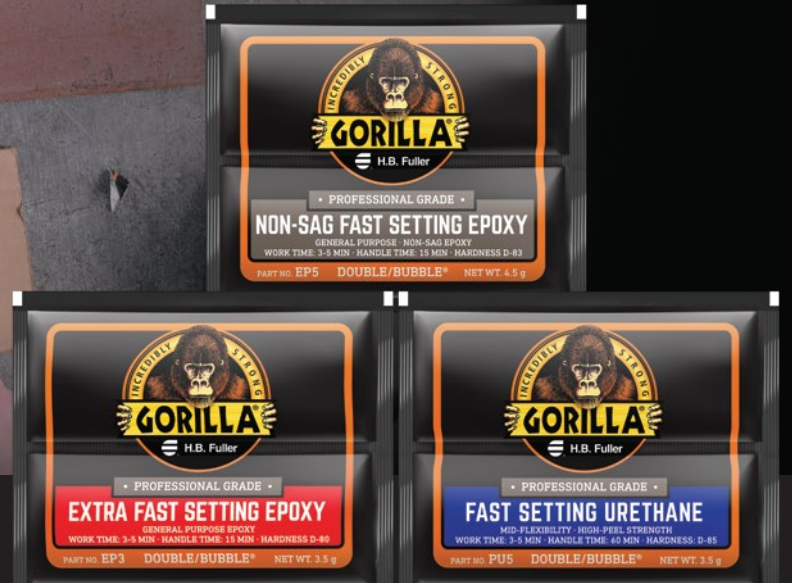 INCREDIBLY STRONG
GORILLA®
H.B. Fuller
• PROFESSIONAL GRADE •
NON-SAG FAST SETTING EPOXY
GENERAL PURPOSE · NON-SAG EPOXY
WORK TIME: 3-5 MIN · HANDLE TIME: 15 MIN · HARDNESS D-83
PART NO. EP5 DOUBLE/BUBBLE® NET WT. 4.5 g
INCREDIBLY STRONG
GORILLA®
H.B. Fuller
• PROFESSIONAL GRADE •
EXTRA FAST SETTING EPOXY
GENERAL PURPOSE EPOXY
WORK TIME: 3-5 MIN · HANDLE TIME: 15 MIN · HARDNESS D-80
PART NO. EP3 DOUBLE/BUBBLE® NET WT. 3.5 g
INCREDIBLY STRONG
GORILLA®
H.B. Fuller
• PROFESSIONAL GRADE •
FAST SETTING URETHANE
MID-FLEXIBILITY · HIGH-PEEL STRENGTH
WORK TIME: 3-5 MIN · HANDLE TIME: 60 MIN · HARDNESS: D-85
PART NO. PU5 DOUBLE/BUBBLE® NET WT. 3.5 g